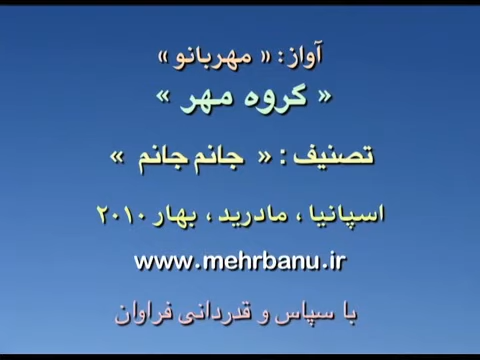 آواز: « مهربانو »
« گروه مهر »
تصنیف : « جانم جانم »
اسپانیا ، مادرید ، بهار ۲۰۱۰
www.mehrbanu.ir
با سپاس و قدردانی فراوان